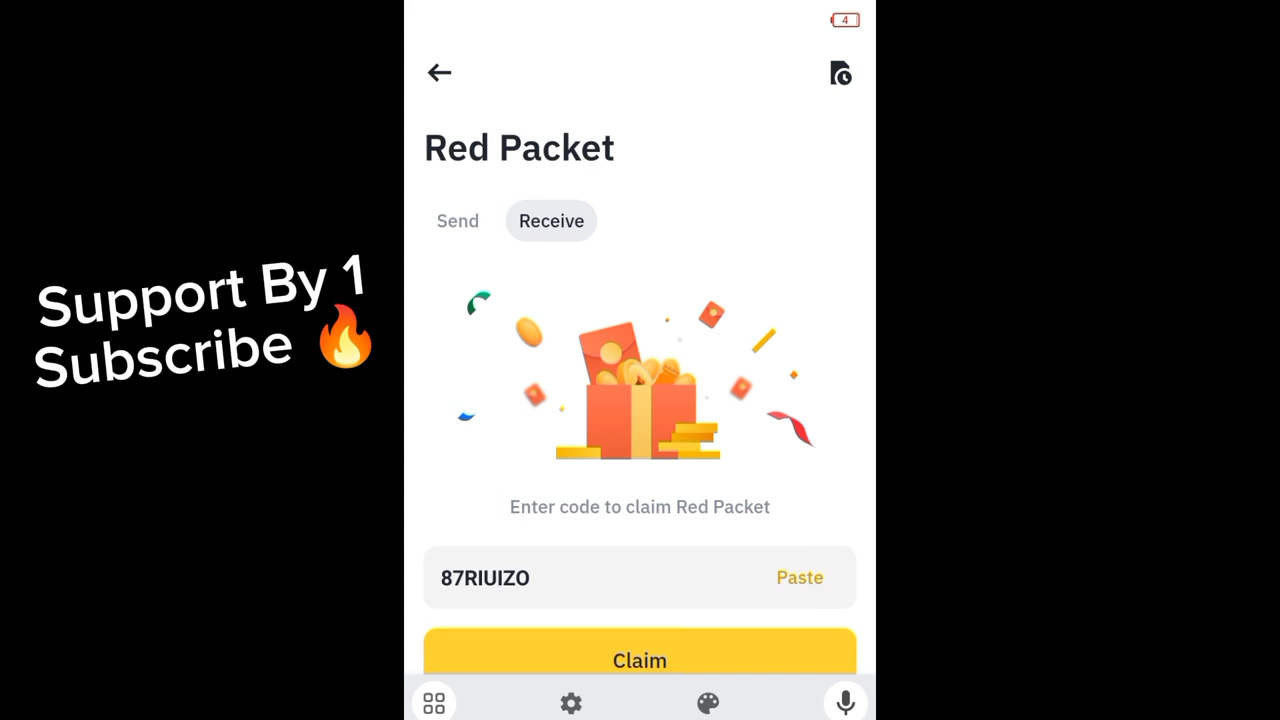 4
Red Packet
Send Receive
Support By 1
Subscribe 🔥
Enter code to claim Red Packet
87RIUIZO Paste
Claim